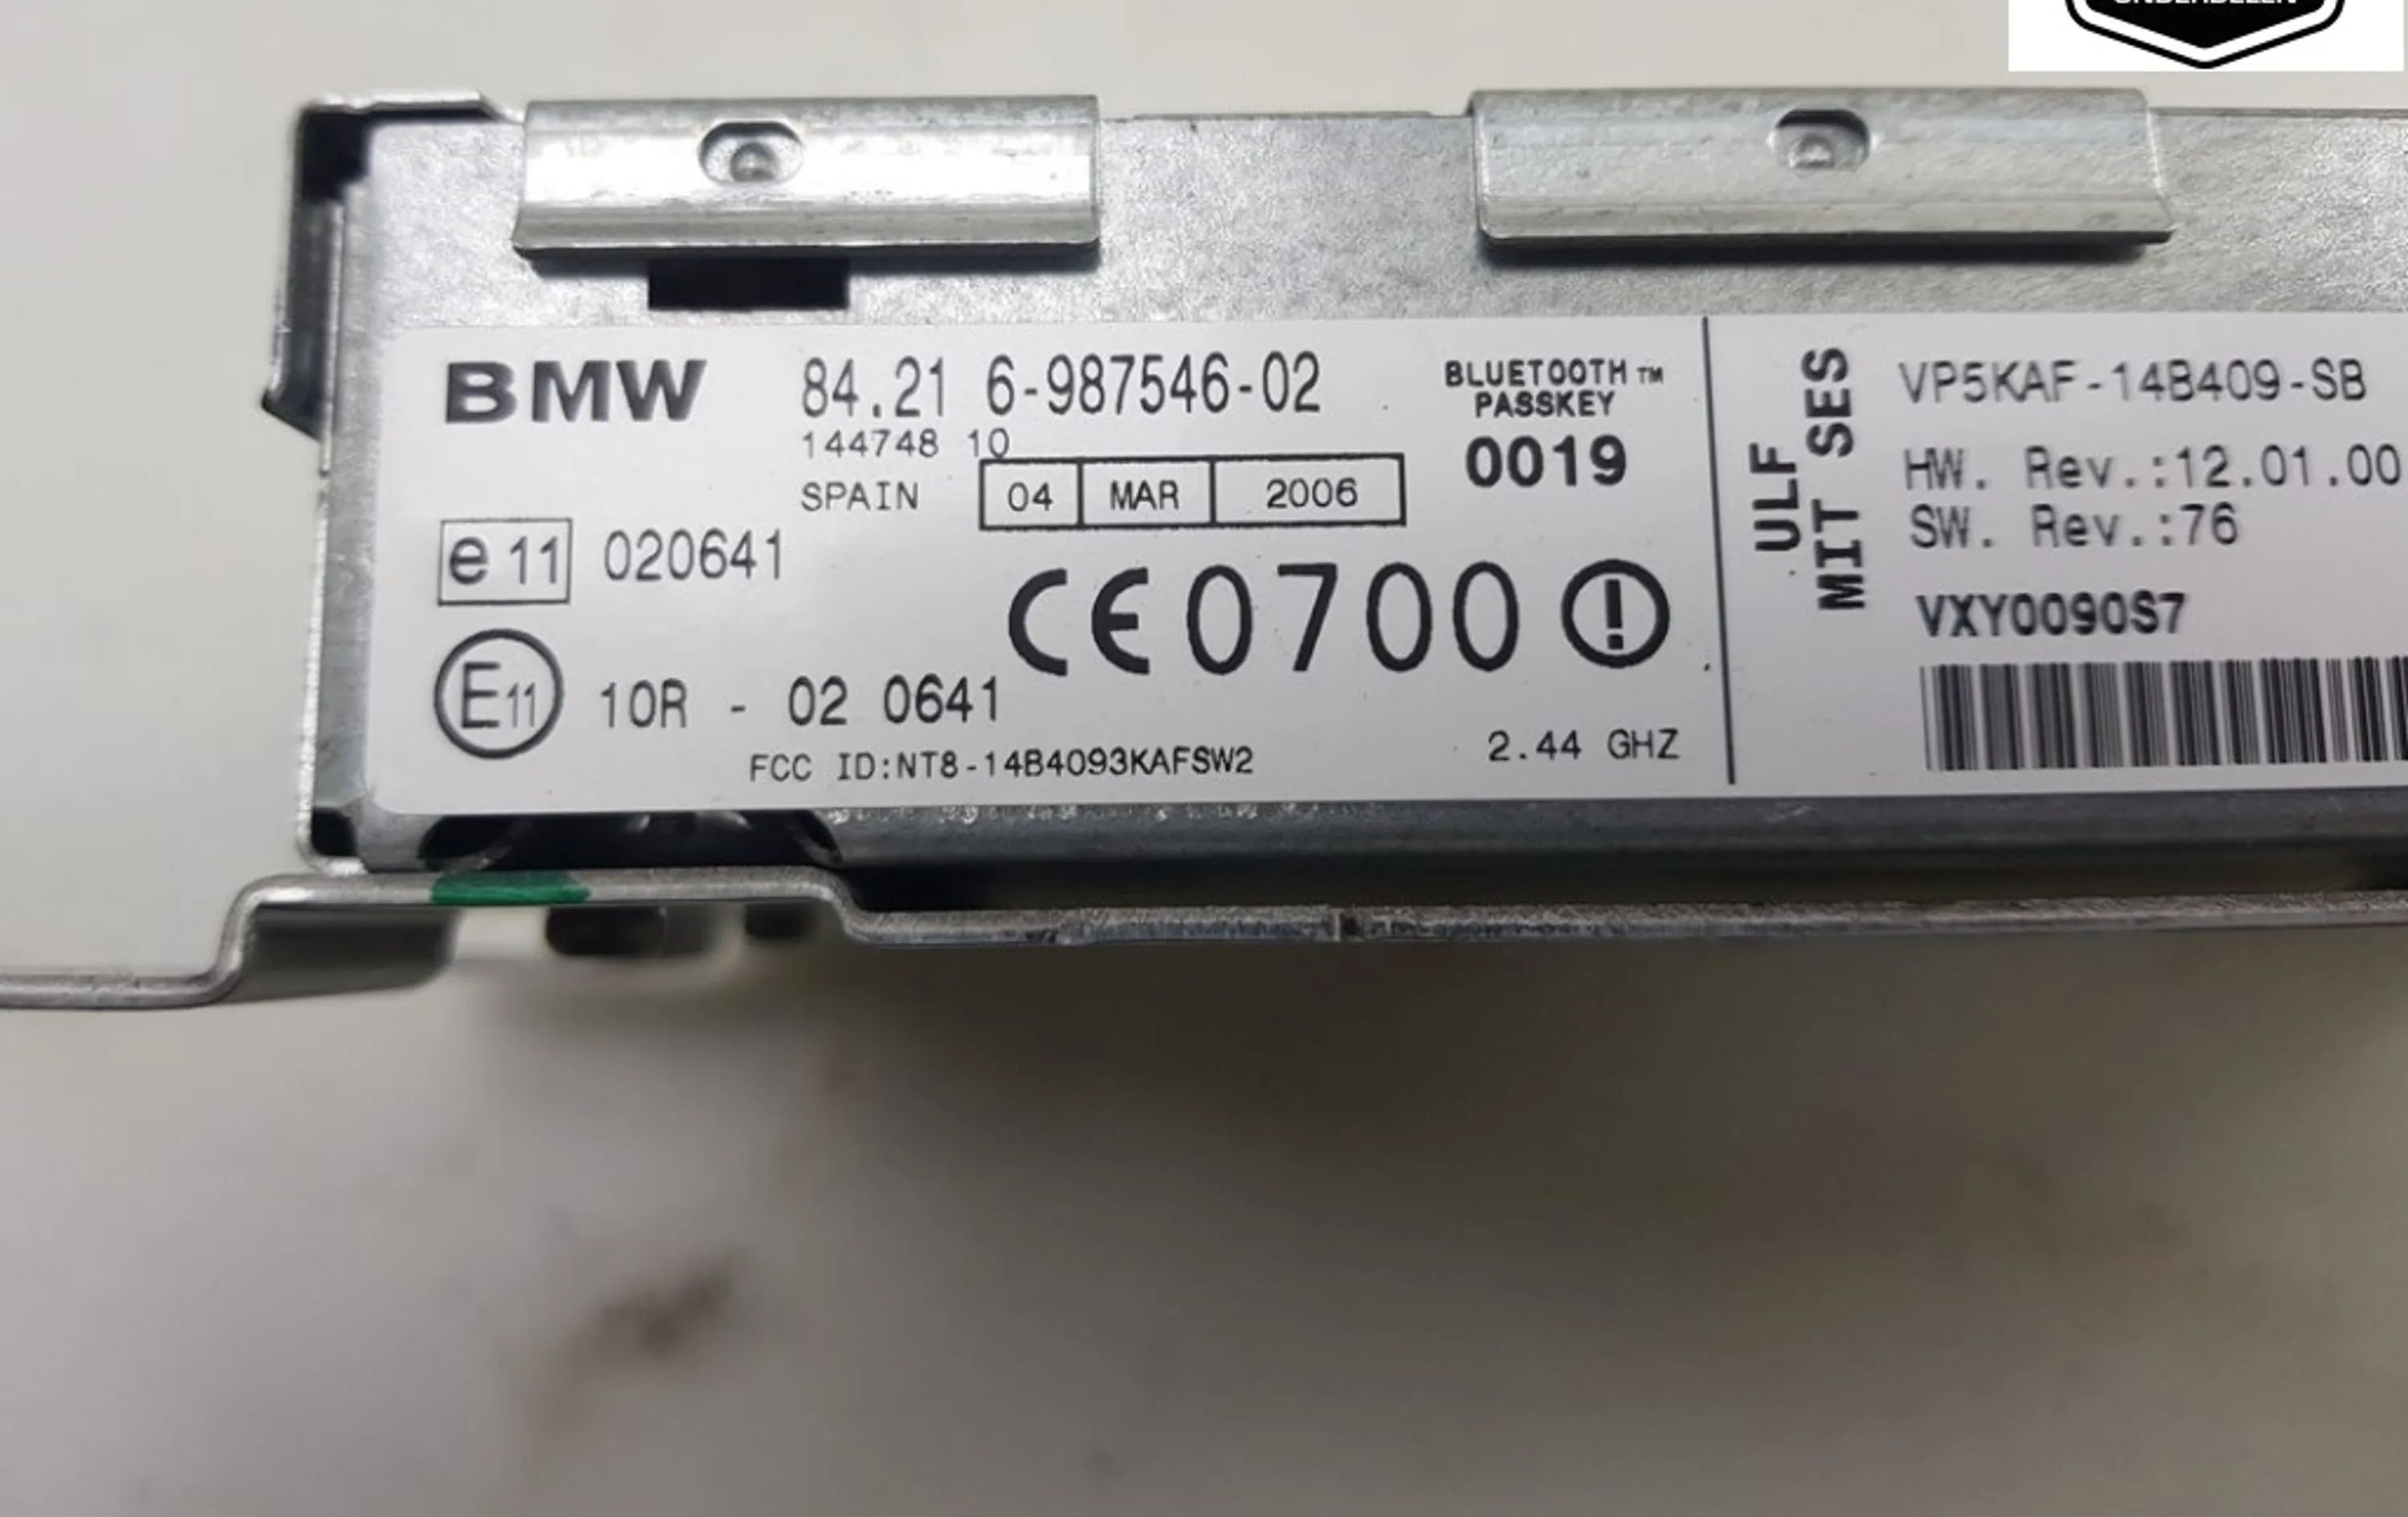 BMW 84.21 6-987546-02
144748 10
SPAIN 04 MAR 2006
BLUETOOTH™
PASSKEY
0019
e 11 020641
CE 0700
E11 10R - 02 0641
FCC ID:NT8-14B4093KAFSW2
2.44 GHZ
ULF
MIT SES
VP5KAF-14B409-SB
HW. Rev.:12.01.00
SW. Rev.:76
VXY0090S7